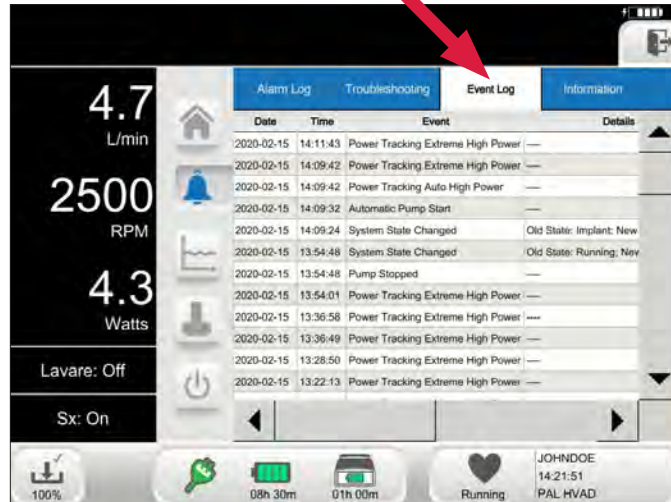 4.7
L/min
2500
RPM
4.3
Watts
Lavare: Off
Sx: On
Alarm Log Troubleshooting Event Log Information
Date Time Event Details
2020-02-15 14:11:43 Power Tracking Extreme High Power ----
2020-02-15 14:09:42 Power Tracking Extreme High Power ----
2020-02-15 14:09:42 Power Tracking Auto High Power ----
2020-02-15 14:09:32 Automatic Pump Start ----
2020-02-15 14:09:24 System State Changed Old State: Implant; New
2020-02-15 13:54:48 System State Changed Old State: Running; New
2020-02-15 13:54:48 Pump Stopped ----
2020-02-15 13:54:01 Power Tracking Extreme High Power ----
2020-02-15 13:36:58 Power Tracking Extreme High Power ----
2020-02-15 13:36:49 Power Tracking Extreme High Power ----
2020-02-15 13:28:50 Power Tracking Extreme High Power ----
2020-02-15 13:22:13 Power Tracking Extreme High Power ----
100%
08h 30m
01h 00m
Running
JOHNDOE
14:21:51
PAL HVAD